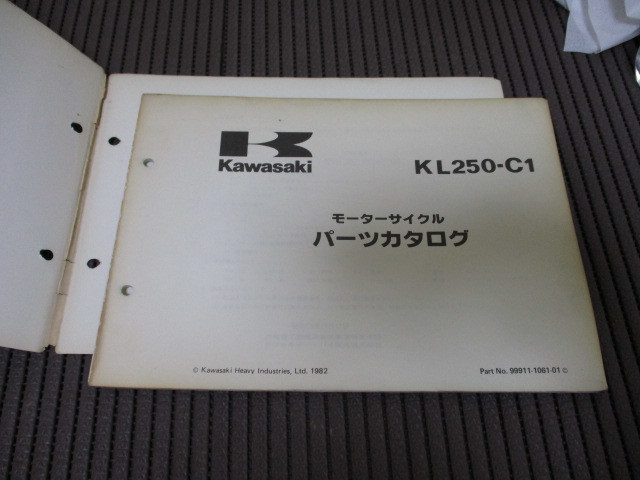 Kawasaki
KL250-C1
モーターサイクル
パーツカタログ
© Kawasaki Heavy Industries, Ltd. 1982
Part No. 99911-1061-01 ©